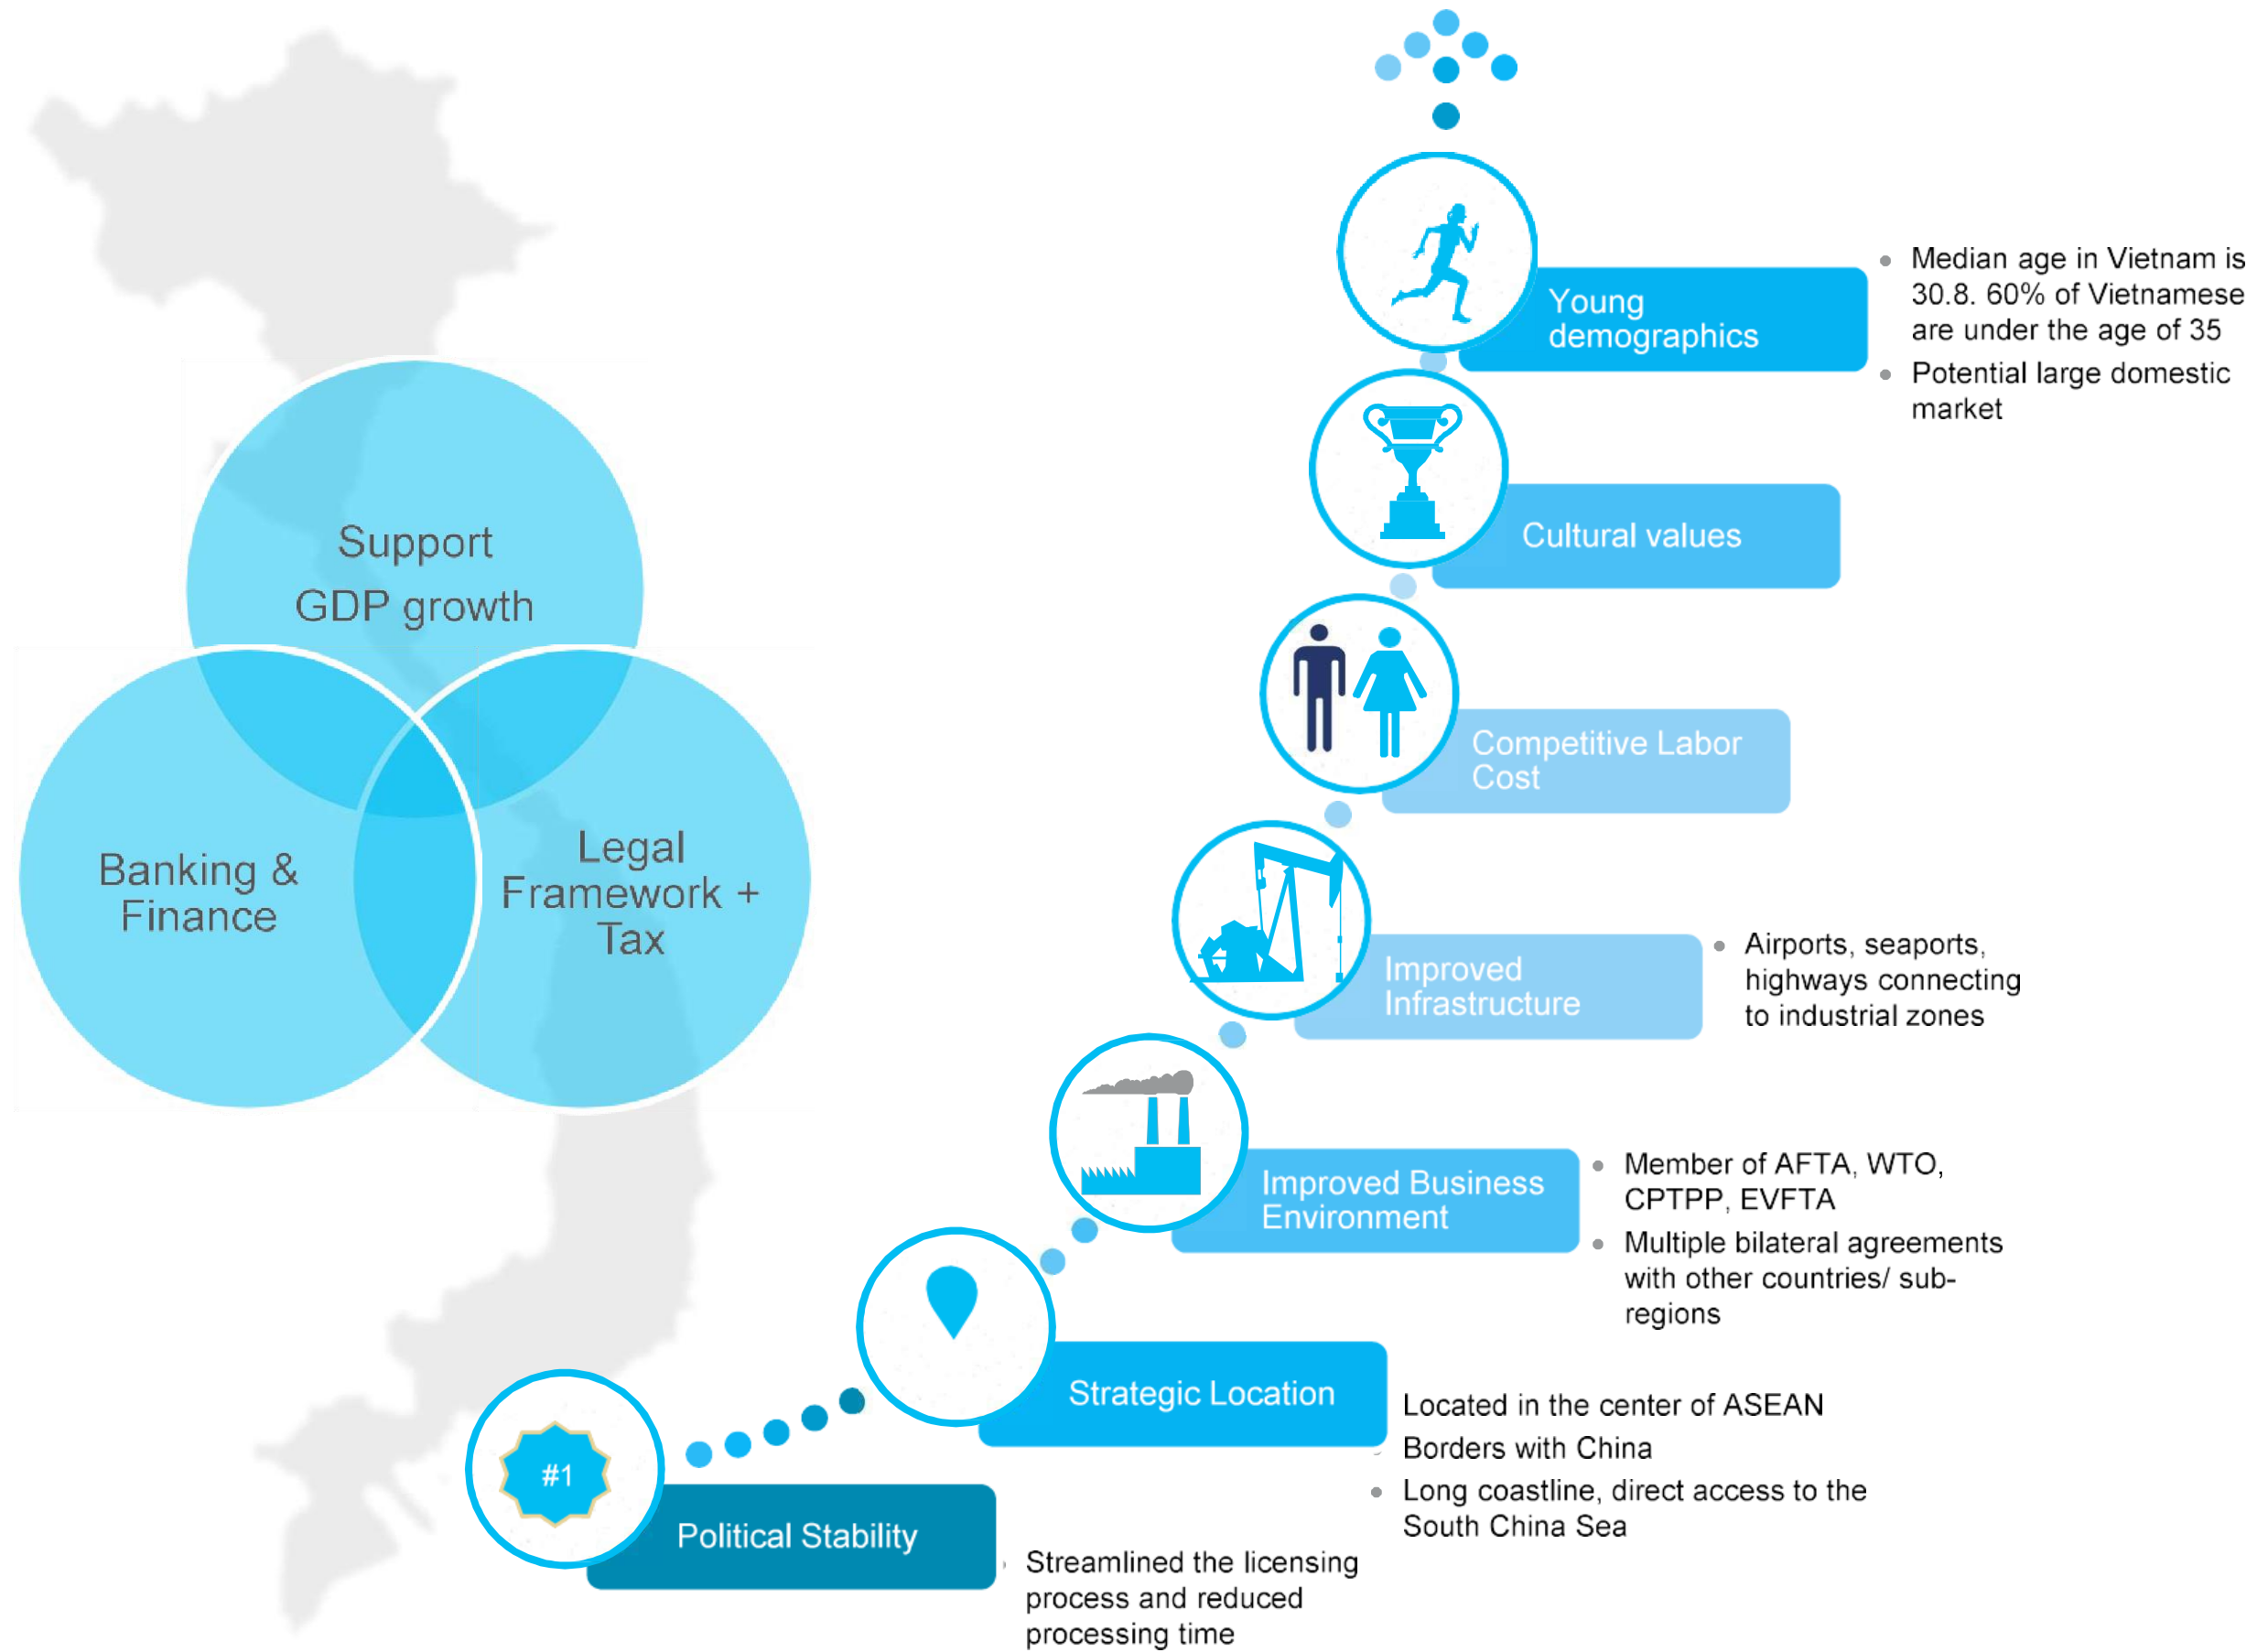 Support
GDP growth
Banking &
Finance
Legal
Framework +
Tax
Young
demographics
• Median age in Vietnam is
30.8. 60% of Vietnamese
are under the age of 35
• Potential large domestic
market
Cultural values
Competitive Labor
Cost
Improved
Infrastructure
• Airports, seaports,
highways connecting
to industrial zones
Improved Business
Environment
• Member of AFTA, WTO,
CPTPP, EVFTA
• Multiple bilateral agreements
with other countries/ sub-
regions
Strategic Location
Located in the center of ASEAN
Borders with China
• Long coastline, direct access to the
South China Sea
#1
Political Stability
Streamlined the licensing
process and reduced
processing time